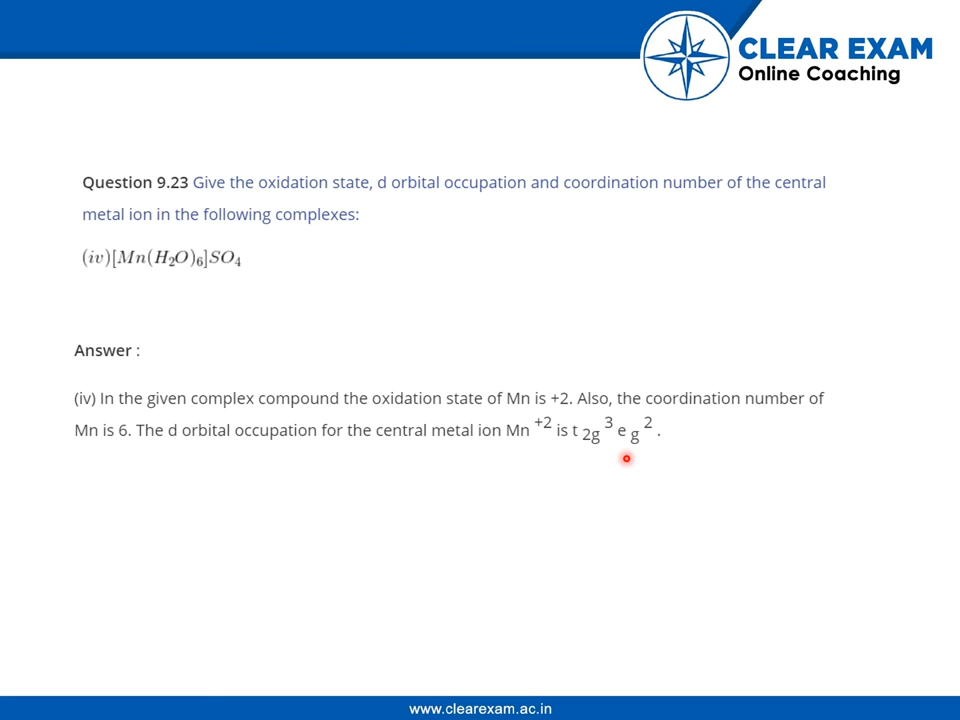 CLEAR EXAM
Online Coaching
Question 9.23 Give the oxidation state, d orbital occupation and coordination number of the central
metal ion in the following complexes:
(iv)[Mn(H₂O)₆]SO₄
Answer :
(iv) In the given complex compound the oxidation state of Mn is +2. Also, the coordination number of
Mn is 6. The d orbital occupation for the central metal ion Mn +2 is t 2g 3 e g 2 .
www.clearexam.ac.in